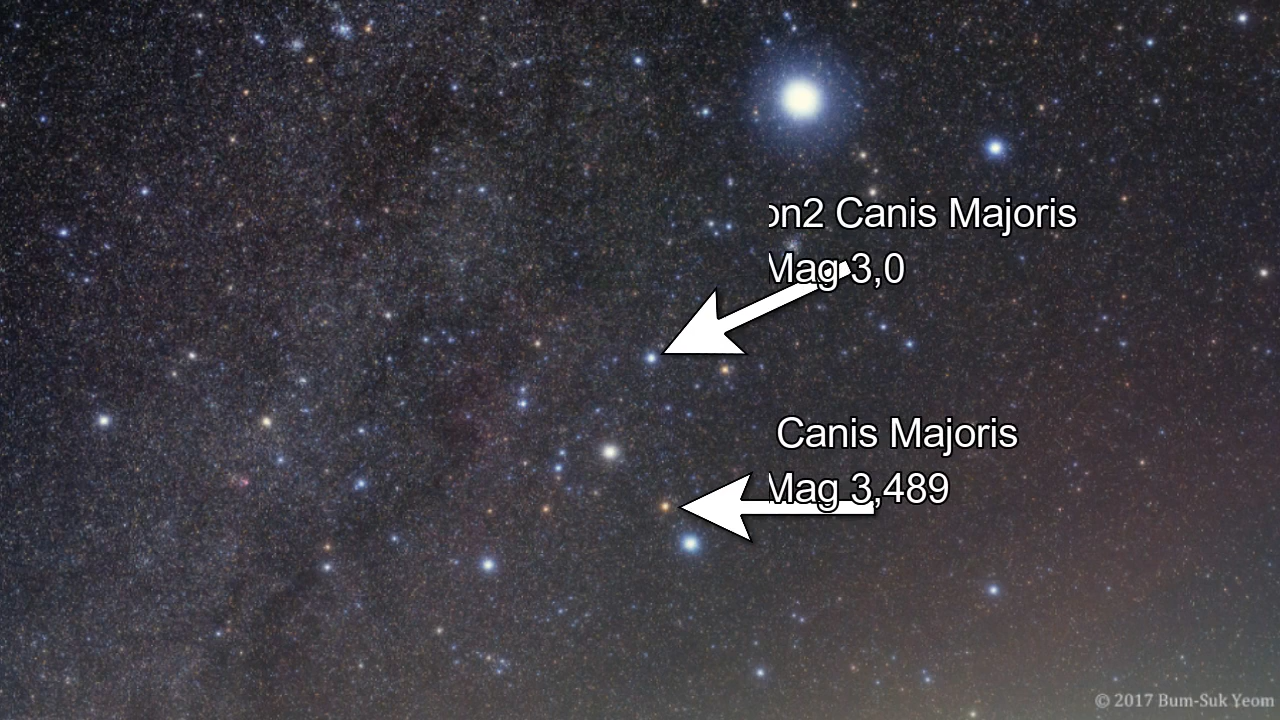 on2 Canis Majoris
Mag 3,0
Canis Majoris
Mag 3,489
© 2017 Bum-Suk Yeom